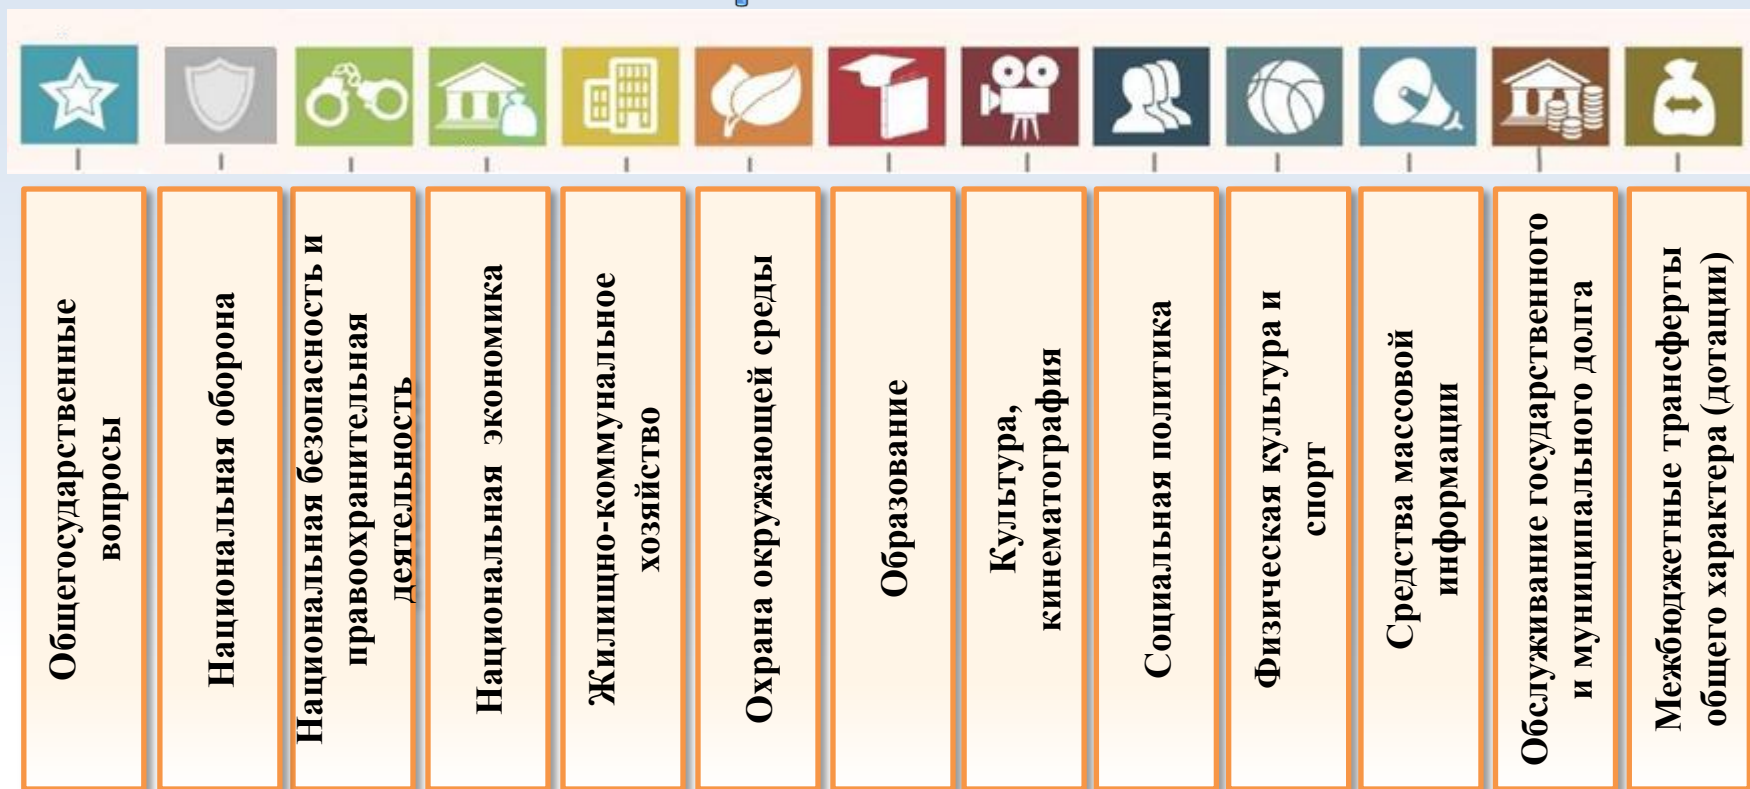 Общегосударственные
вопросы
Национальная оборона
Национальная безопасность и
правоохранительная
деятельность
Национальная экономика
Жилищно-коммунальное
хозяйство
Охрана окружающей среды
Образование
Культура,
кинематография
Социальная политика
Физическая культура и
спорт
Средства массовой
информации
Обслуживание государственного
и муниципального долга
Межбюджетные трансферты
общего характера (дотации)